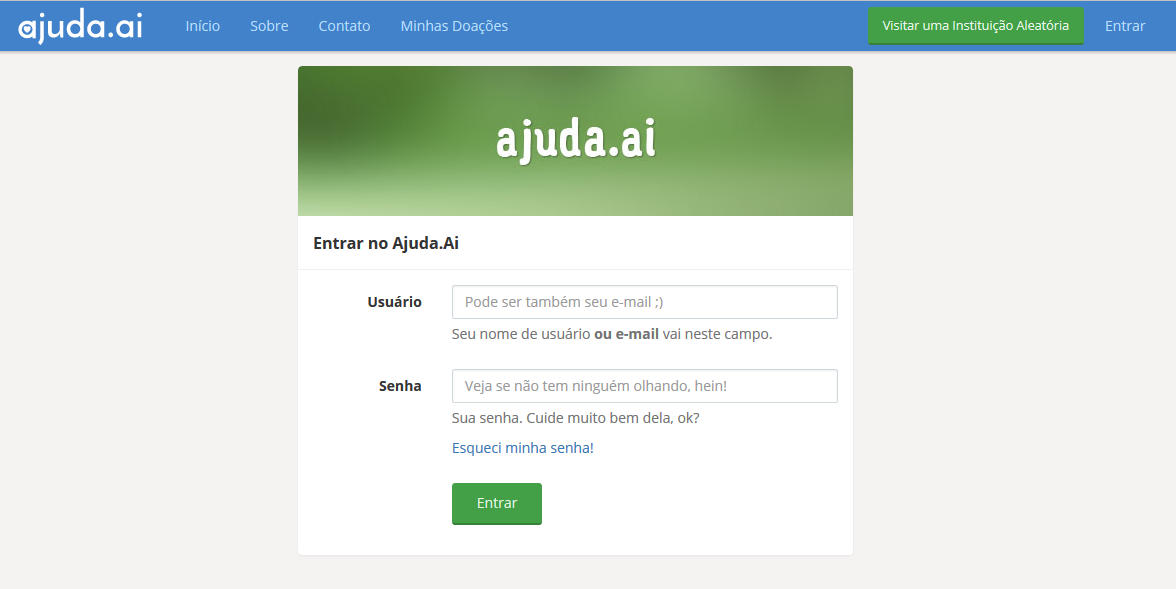 ajuda.ai Início Sobre Contato Minhas Doações Visitar uma Instituição Aleatória Entrar
ajuda.ai
Entrar no Ajuda.Ai
Usuário Pode ser também seu e-mail ;)
Seu nome de usuário ou e-mail vai neste campo.
Senha Veja se não tem ninguém olhando, hein!
Sua senha. Cuide muito bem dela, ok?
Esqueci minha senha!
Entrar